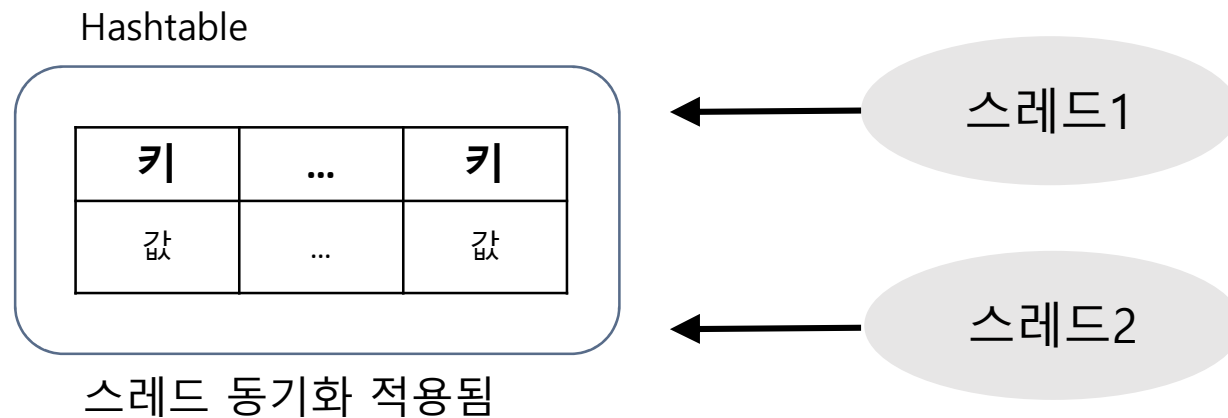 Hashtable
스레드1
키 ... 키
값 ... 값
스레드2
스레드 동기화 적용됨